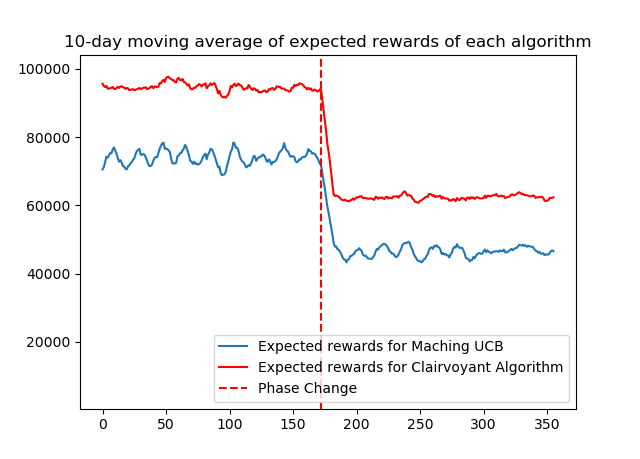 10-day moving average of expected rewards of each algorithm
100000
80000
60000
40000
20000
Expected rewards for Maching UCB
Expected rewards for Clairvoyant Algorithm
Phase Change
0 50 100 150 200 250 300 350